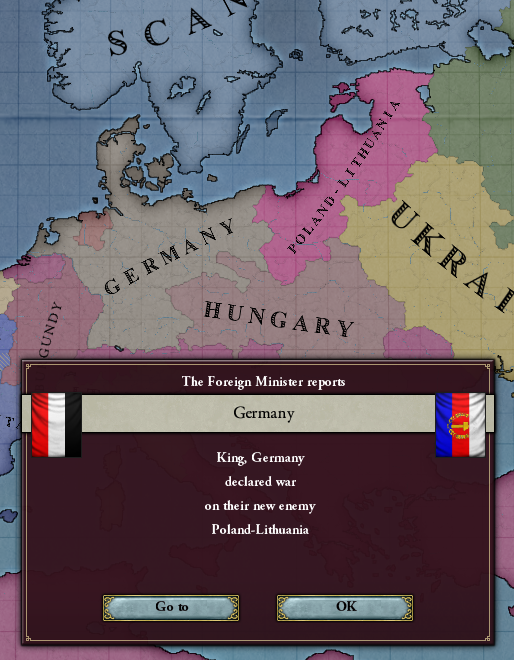 SCAN
POLAND-LITHUANIA
GERMANY
UKRAI
HUNGARY
GUNDY
The Foreign Minister reports
Germany
King, Germany
declared war
on their new enemy
Poland-Lithuania
Go to
OK